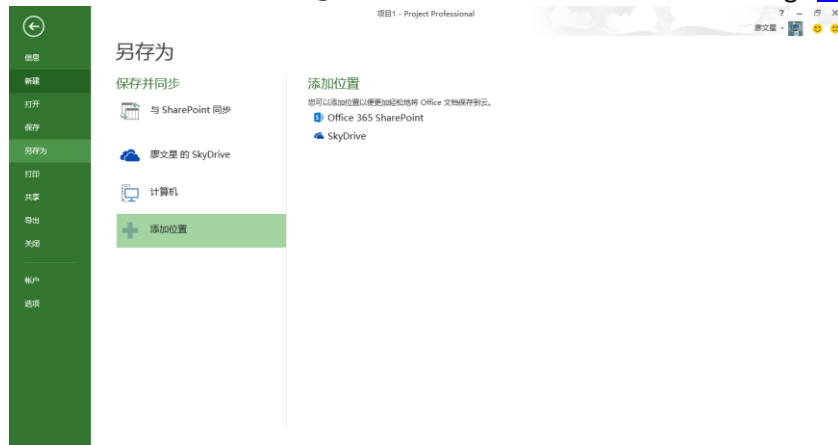 项目1 - Project Professional
? – 
廖文星
信息
新建
打开
保存
另存为
打印
共享
导出
关闭
帐户
选项
另存为
保存并同步
与 SharePoint 同步
廖文星 的 SkyDrive
计算机
添加位置
添加位置
您可以添加位置以便更加轻松地将 Office 文档保存到云。
Office 365 SharePoint
SkyDrive